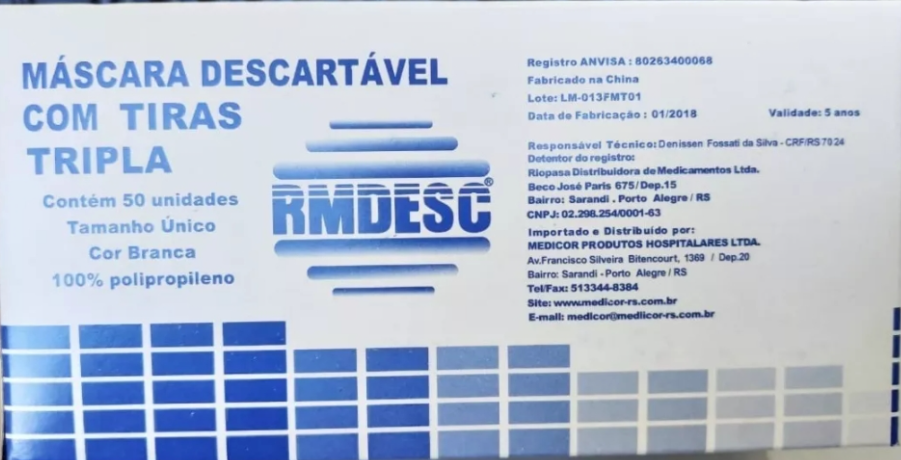 MÁSCARA DESCARTÁVEL
COM TIRAS
TRIPLA
Contém 50 unidades
Tamanho Único
Cor Branca
100% polipropileno
RMDESC®
Registro ANVISA : 80263400068
Fabricado na China
Lote: LM-013FMT01
Data de Fabricação : 01/2018 Validade: 5 anos
Responsável Técnico: Denissen Fossati da Silva - CRF/RS 7024
Detentor do registro:
Riopasa Distribuidora de Medicamentos Ltda.
Beco José Paris 675/Dep.15
Bairro: Sarandi . Porto Alegre / RS
CNPJ: 02.298.254/0001-63
Importado e Distribuído por:
MEDICOR PRODUTOS HOSPITALARES LTDA.
Av.Francisco Silveira Bitencourt, 1369 / Dep.20
Bairro: Sarandi - Porto Alegre / RS
Tel/Fax: 513344-8384
Site: www.medicor-rs.com.br
E-mail: medicor@medlicor-rs.com.br